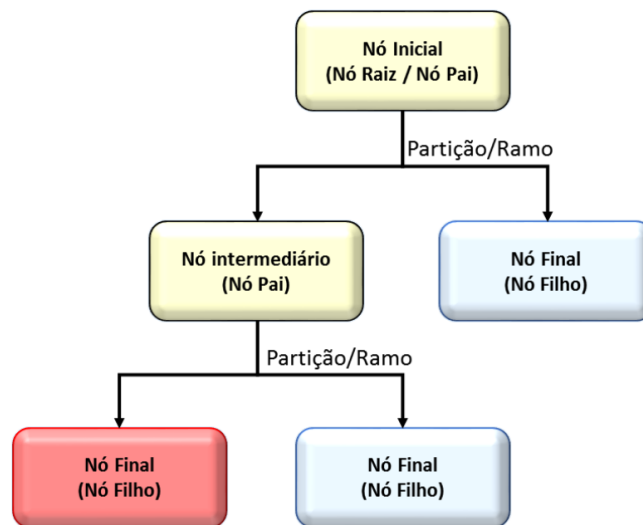 Nó Inicial
(Nó Raiz / Nó Pai)
Partição/Ramo
Nó intermediário
(Nó Pai)
Nó Final
(Nó Filho)
Partição/Ramo
Nó Final
(Nó Filho)
Nó Final
(Nó Filho)